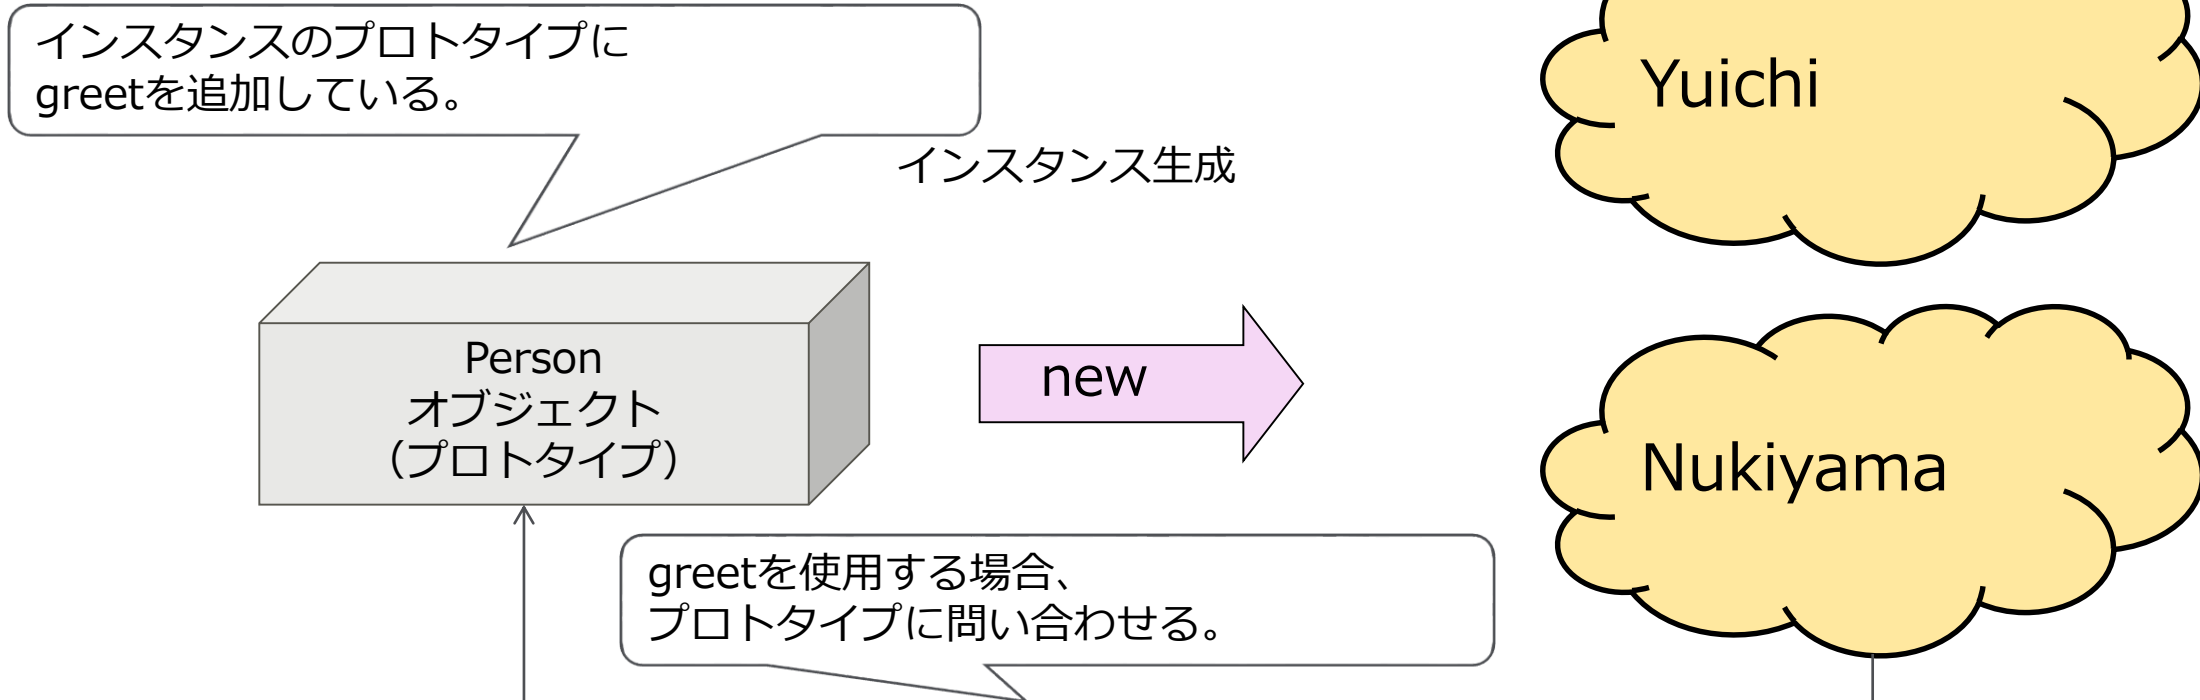 インスタンスのプロトタイプに
greetを追加している。
Yuichi
インスタンス生成
Person
オブジェクト
（プロトタイプ）
new
Nukiyama
greetを使用する場合、
プロトタイプに問い合わせる。